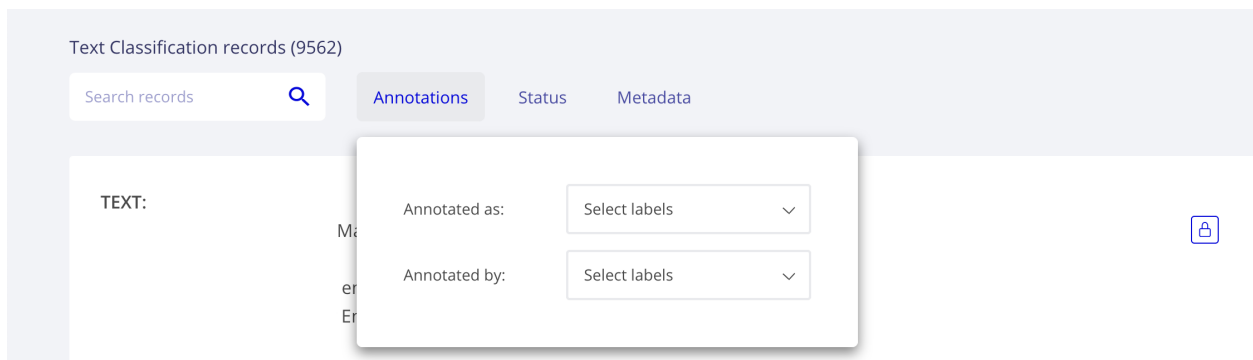 Text Classification records (9562)
Search records
Annotations Status Metadata
TEXT:
Annotated as: Select labels
Annotated by: Select labels